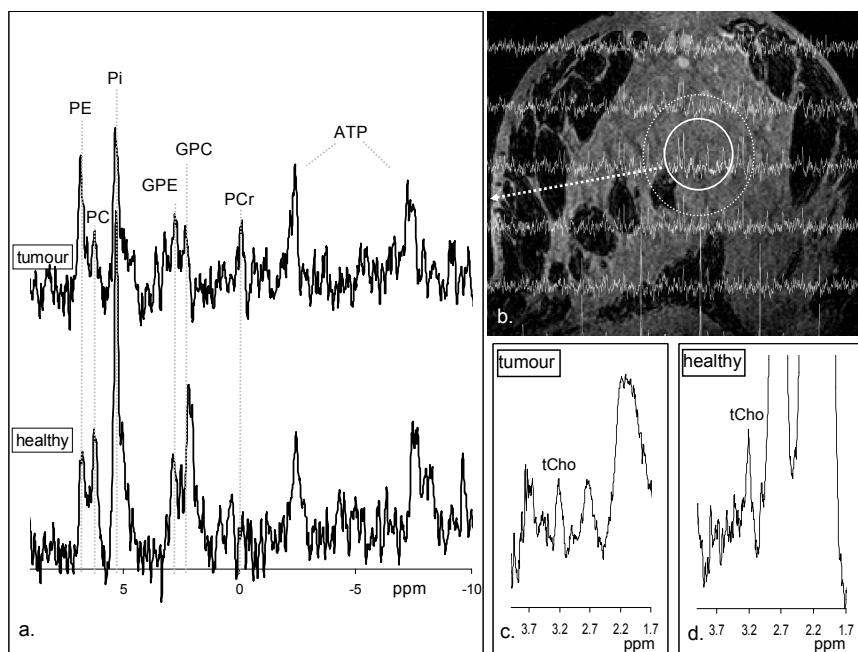 Pi
PE
ATP
GPC
GPE
PCr
PC
tumour
healthy
5 0 -5 ppm -10
a.
b.
tumour
tCho
3.7 3.2 2.7 2.2 1.7
ppm
c.
healthy
tCho
3.7 3.2 2.7 2.2 1.7
ppm
d.